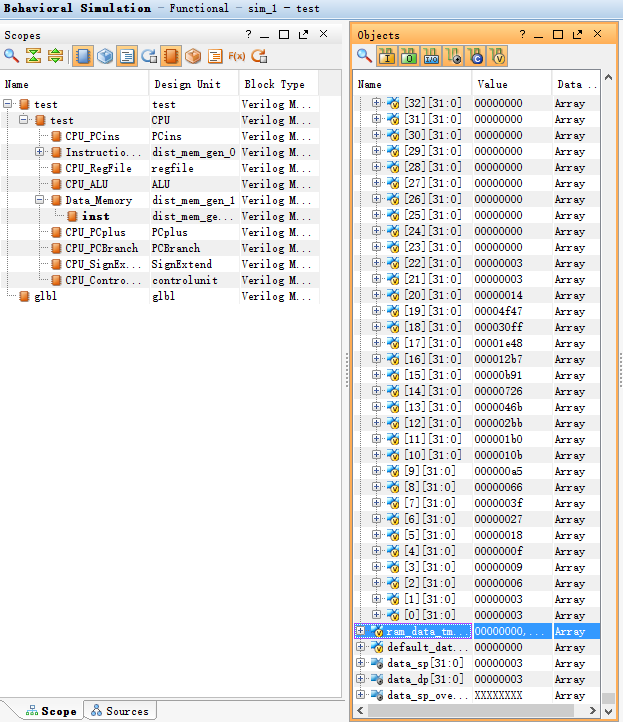 Behavioral Simulation - Functional - sim_1 - test
Scopes
Name Design Unit Block Type
test test Verilog M...
test CPU Verilog M...
CPU_PCins PCins Verilog M...
Instructio... dist_mem_gen_0 Verilog M...
CPU_RegFile regfile Verilog M...
CPU_ALU ALU Verilog M...
Data_Memory dist_mem_gen_1 Verilog M...
inst dist_mem_ge... Verilog M...
CPU_PCplus PCplus Verilog M...
CPU_PCBranch PCBranch Verilog M...
CPU_SignEx... SignExtend Verilog M...
CPU_Contro... controlunit Verilog M...
glbl glbl Verilog M...
Scope Sources
Objects
Name Value Data ..
[32][31:0] 00000000 Array
[31][31:0] 00000000 Array
[30][31:0] 00000000 Array
[29][31:0] 00000000 Array
[28][31:0] 00000000 Array
[27][31:0] 00000000 Array
[26][31:0] 00000000 Array
[25][31:0] 00000000 Array
[24][31:0] 00000000 Array
[23][31:0] 00000000 Array
[22][31:0] 00000003 Array
[21][31:0] 00000003 Array
[20][31:0] 00000014 Array
[19][31:0] 00004f47 Array
[18][31:0] 000030ff Array
[17][31:0] 00001e48 Array
[16][31:0] 000012b7 Array
[15][31:0] 00000b91 Array
[14][31:0] 00000726 Array
[13][31:0] 0000046b Array
[12][31:0] 000002bb Array
[11][31:0] 000001b0 Array
[10][31:0] 0000010b Array
[9][31:0] 000000a5 Array
[8][31:0] 00000066 Array
[7][31:0] 0000003f Array
[6][31:0] 00000027 Array
[5][31:0] 00000018 Array
[4][31:0] 0000000f Array
[3][31:0] 00000009 Array
[2][31:0] 00000006 Array
[1][31:0] 00000003 Array
[0][31:0] 00000003 Array
ram_data_tm... 00000000,... Array
default_dat... 00000000 Array
data_sp[31:0] 00000003 Array
data_dp[31:0] 00000003 Array
data_sp_ove... XXXXXXXX Array